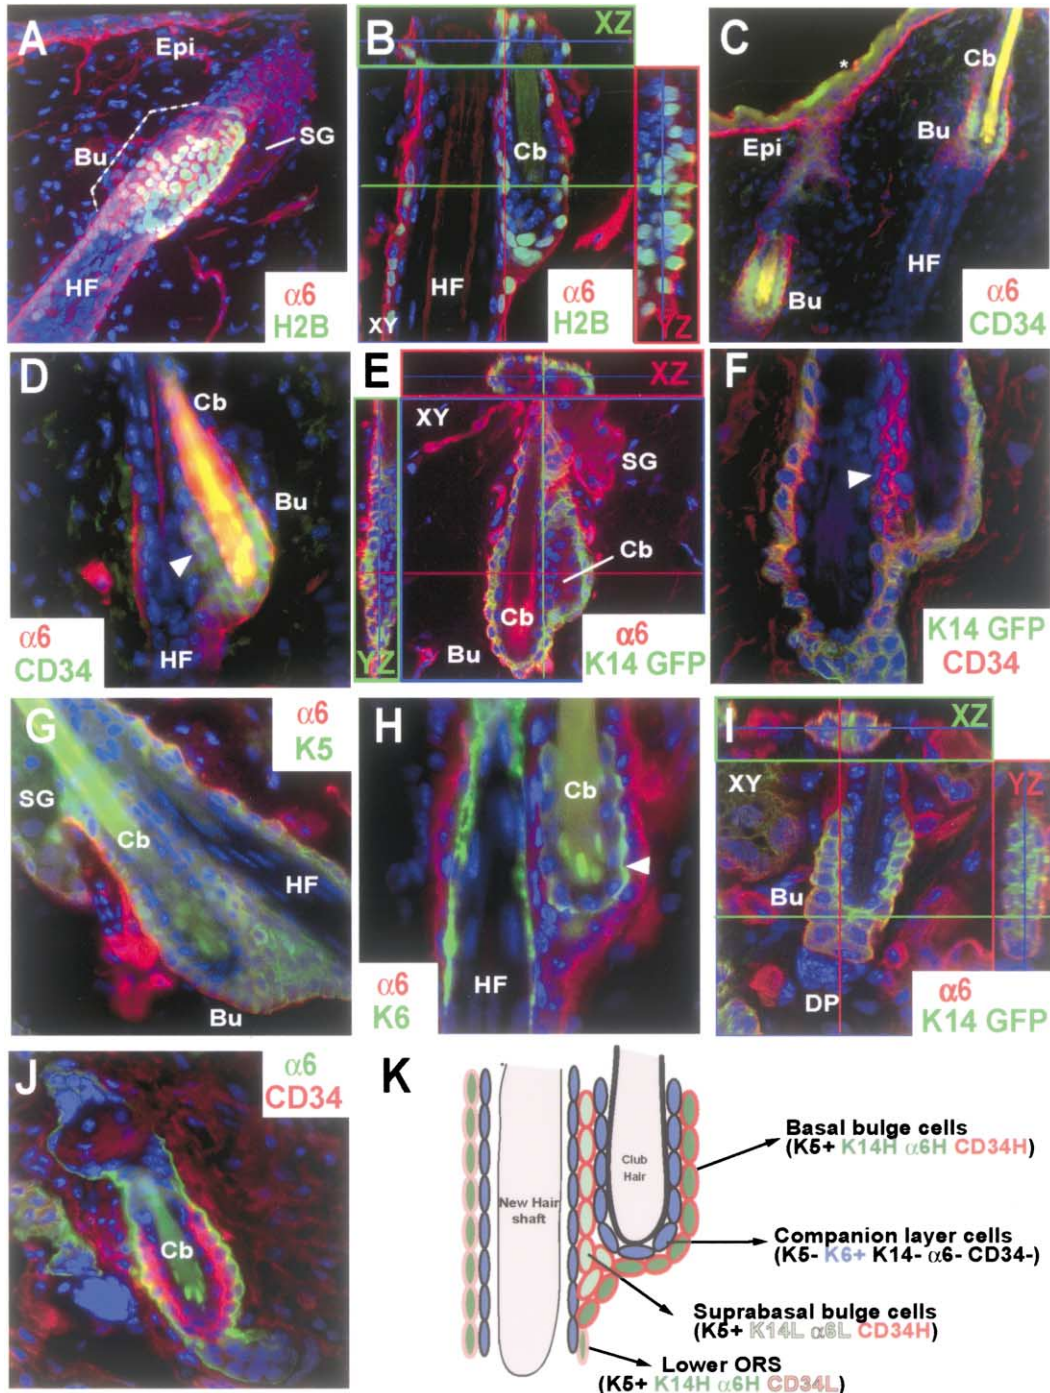 A
Epi
Bu
SG
HF
α6
H2B
B
XZ
Cb
HF
XY
YZ
α6
H2B
C
*
Cb
Bu
Epi
HF
Bu
α6
CD34
D
Cb
Bu
HF
α6
CD34
E
XZ
XY
SG
Cb
Cb
Bu
YZ
α6
K14 GFP
F
K14 GFP
CD34
G
α6
K5
SG
Cb
HF
Bu
H
Cb
HF
α6
K6
I
XZ
XY
YZ
Bu
DP
α6
K14 GFP
J
α6
CD34
Cb
K
New Hair
shaft
Club
Hair
Basal bulge cells
(K5+ K14H α6H CD34H)
Companion layer cells
(K5- K6+ K14- α6- CD34-)
Suprabasal bulge cells
(K5+ K14L α6L CD34H)
Lower ORS
(K5+ K14H α6H CD34L)